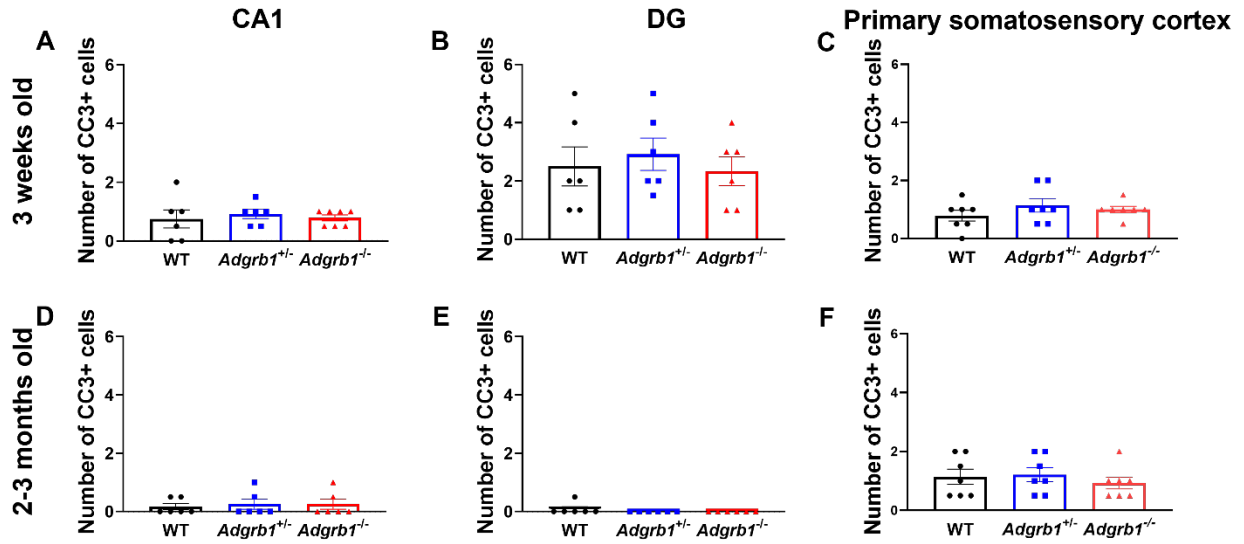 CA1
DG
Primary somatosensory cortex
3 weeks old
A
Number of CC3+ cells
6
4
2
0
WT
Adgrb1+/-
Adgrb1-/-
B
Number of CC3+ cells
6
4
2
0
WT
Adgrb1+/-
Adgrb1-/-
C
Number of CC3+ cells
6
4
2
0
WT
Adgrb1+/-
Adgrb1-/-
2-3 months old
D
Number of CC3+ cells
6
4
2
0
WT
Adgrb1+/-
Adgrb1-/-
E
Number of CC3+ cells
6
4
2
0
WT
Adgrb1+/-
Adgrb1-/-
F
Number of CC3+ cells
6
4
2
0
WT
Adgrb1+/-
Adgrb1-/-